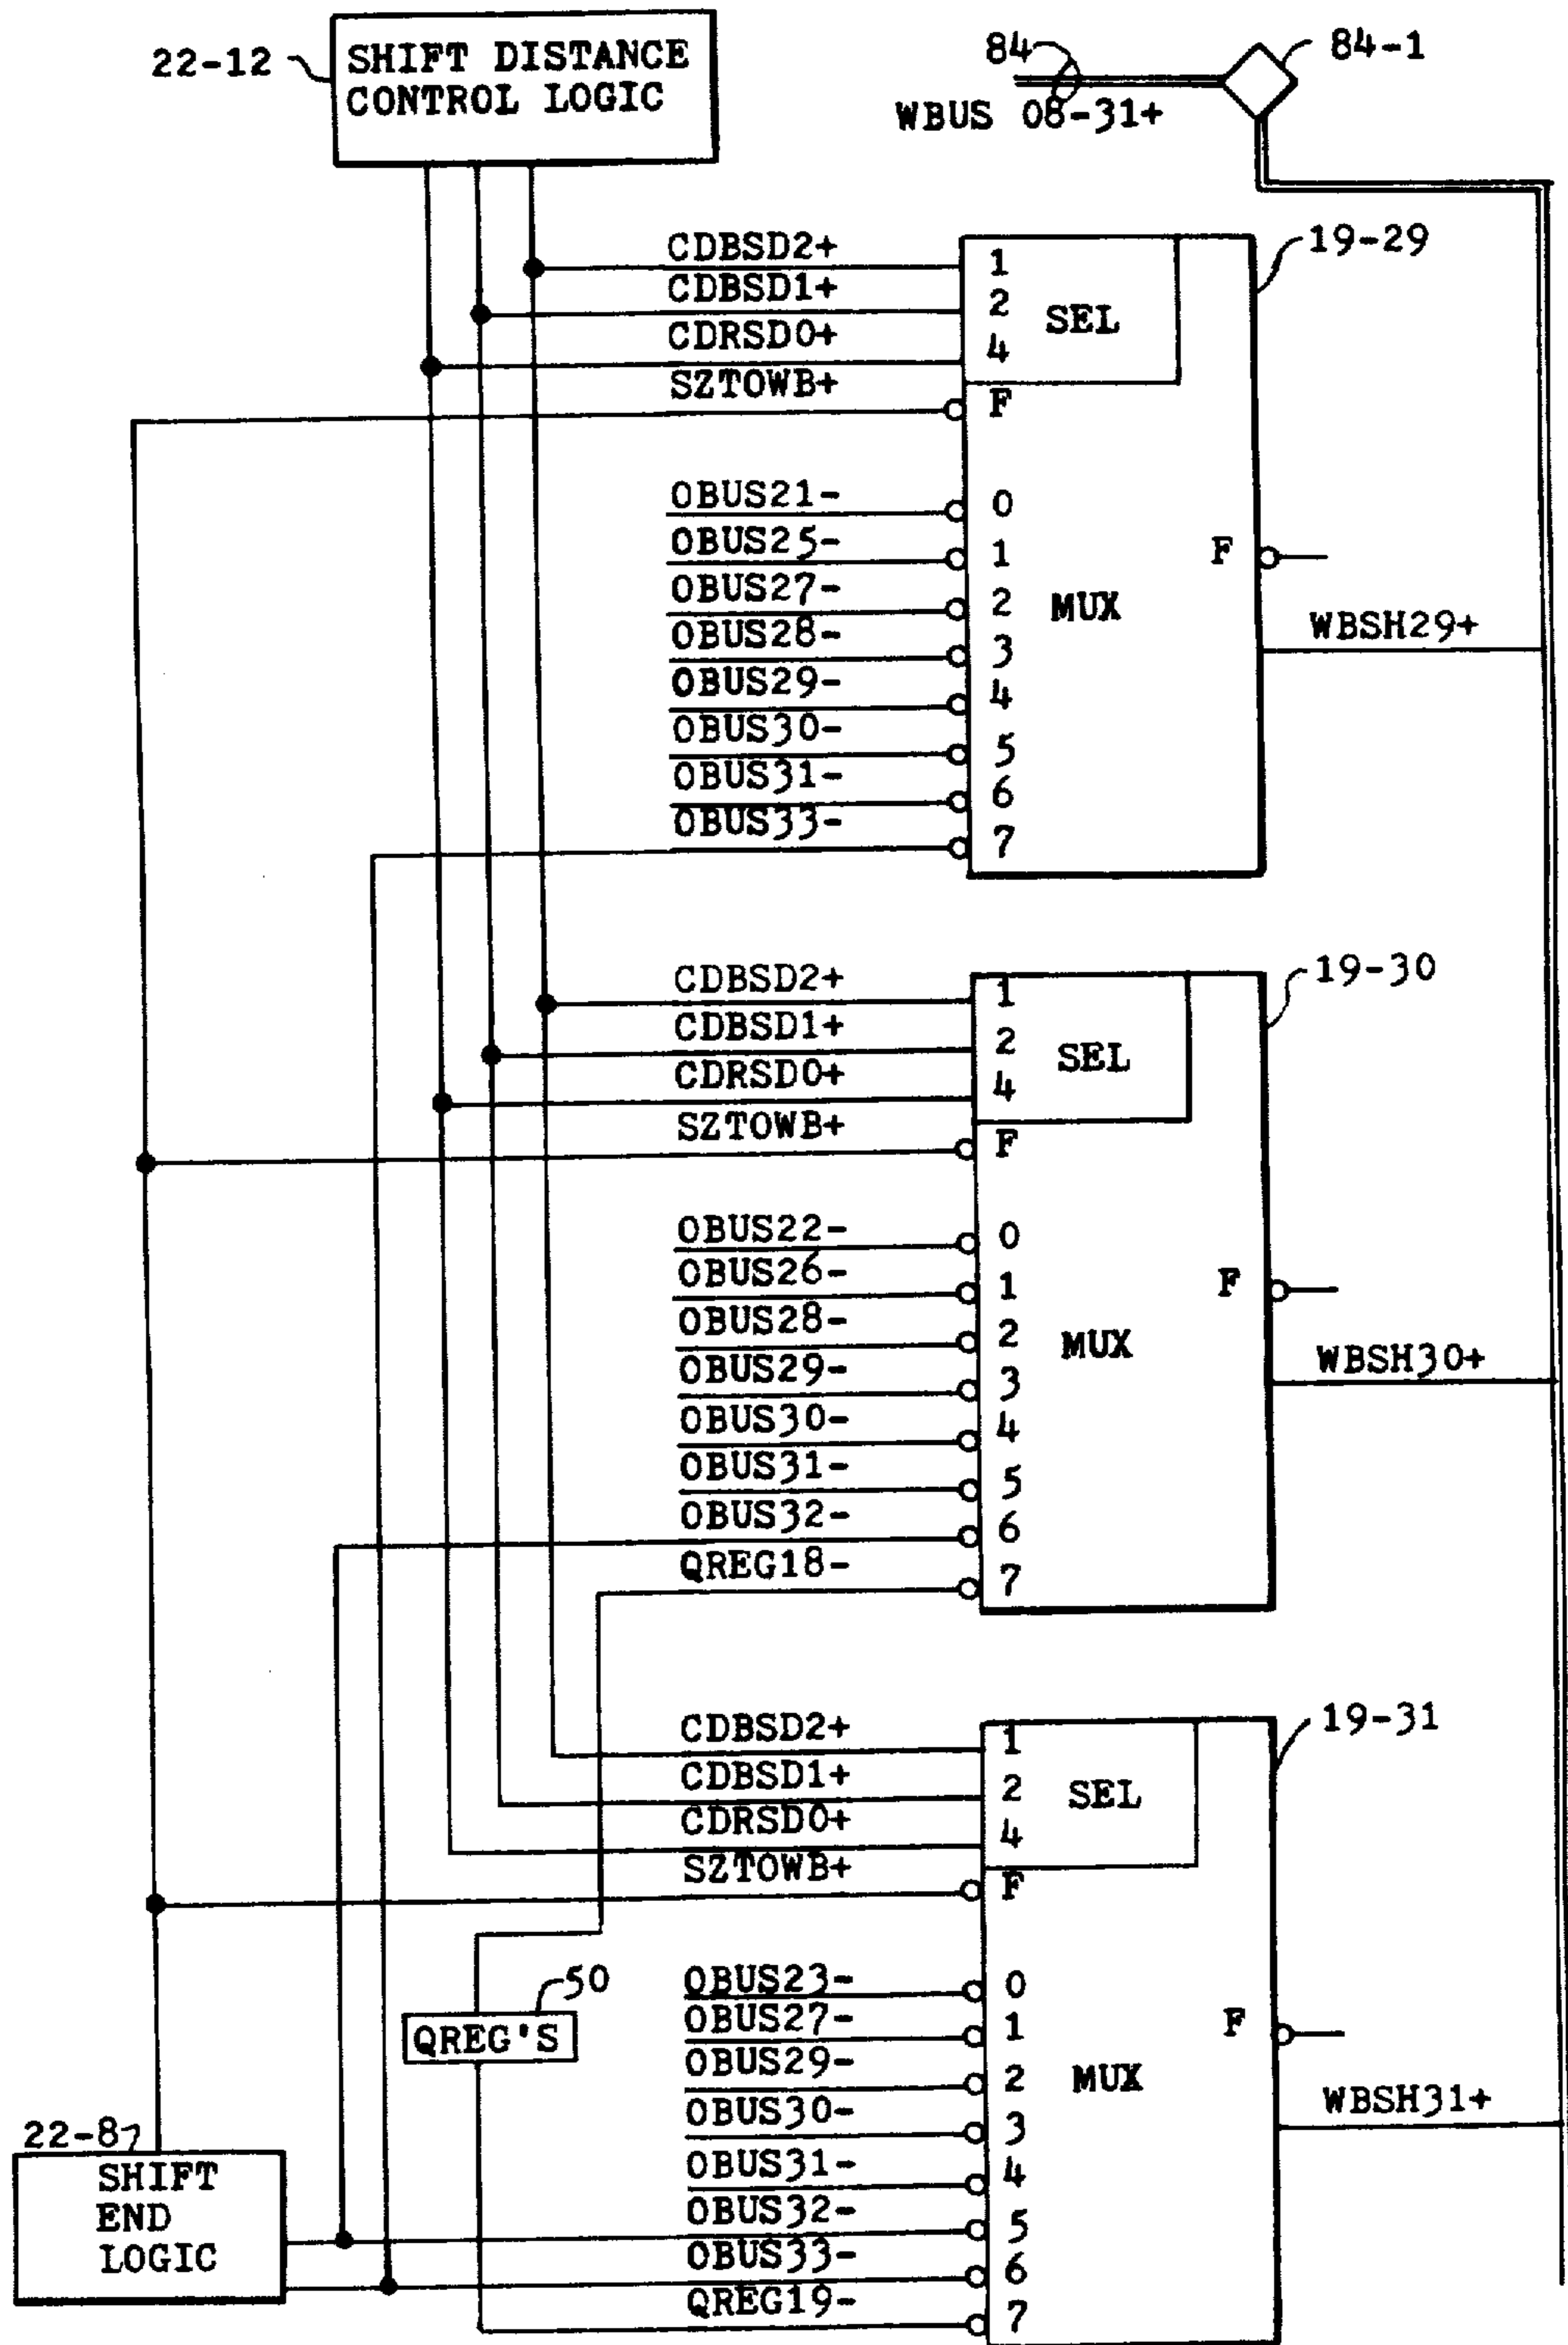 22-12
SHIFT DISTANCE
CONTROL LOGIC
84
84-1
WBUS 08-31+
19-29
CDBSD2+
1
CDBSD1+
2
SEL
CDRSD0+
4
SZTOWB+
F
OBUS21-
0
OBUS25-
1
F
OBUS27-
2
MUX
OBUS28-
3
WBSH29+
OBUS29-
4
OBUS30-
5
OBUS31-
6
OBUS33-
7
19-30
CDBSD2+
1
CDBSD1+
2
SEL
CDRSD0+
4
SZTOWB+
F
OBUS22-
0
OBUS26-
1
F
OBUS28-
2
MUX
OBUS29-
3
WBSH30+
OBUS30-
4
OBUS31-
5
OBUS32-
6
QREG18-
7
19-31
CDBSD2+
1
CDBSD1+
2
SEL
CDRSD0+
4
SZTOWB+
F
50
QREG'S
OBUS23-
0
OBUS27-
1
F
OBUS29-
2
MUX
OBUS30-
3
WBSH31+
OBUS31-
4
OBUS32-
5
OBUS33-
6
QREG19-
7
22-8
SHIFT
END
LOGIC